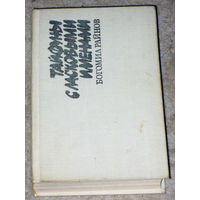 ТАЙФУНЫ
С ЛАСКОВЫМИ
ИМЕНАМИ
БОГОМИЛ РАЙНОВ